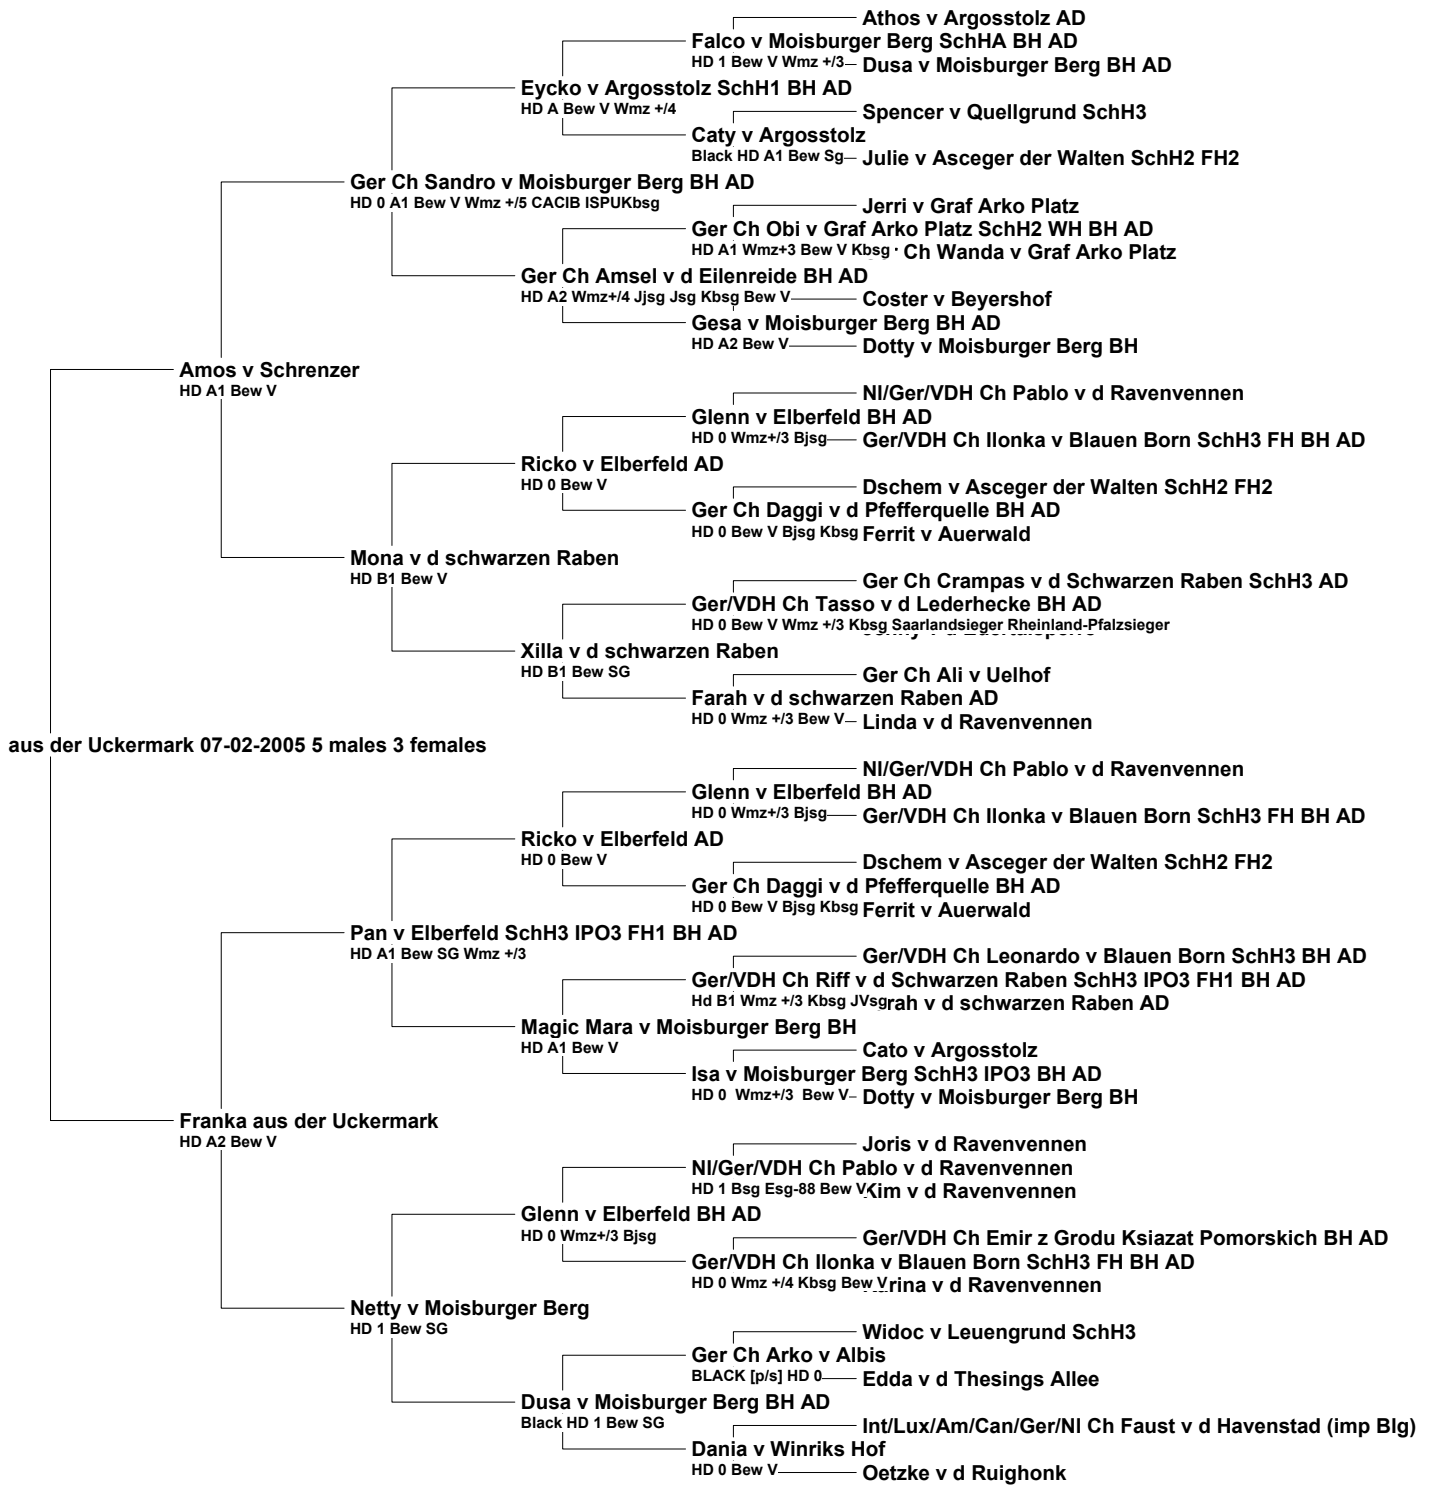 Athos v Argosstolz AD
Falco v Moisburger Berg SchHA BH AD
HD 1 Bew V Wmz +/3
Dusa v Moisburger Berg BH AD
Eycko v Argosstolz SchH1 BH AD
HD A Bew V Wmz +/4
Spencer v Quellgrund SchH3
Caty v Argosstolz
Black HD A1 Bew Sg
Julie v Asceger der Walten SchH2 FH2
Ger Ch Sandro v Moisburger Berg BH AD
HD 0 A1 Bew V Wmz +/5 CACIB ISPUKbsg
Jerri v Graf Arko Platz
Ger Ch Obi v Graf Arko Platz SchH2 WH BH AD
HD A1 Wmz+3 Bew V Kbsg
Ch Wanda v Graf Arko Platz
Ger Ch Amsel v d Eilenreide BH AD
HD A2 Wmz+/4 Jjsg Jsg Kbsg Bew V
Coster v Beyershof
Gesa v Moisburger Berg BH AD
HD A2 Bew V
Dotty v Moisburger Berg BH
Amos v Schrenzer
HD A1 Bew V
Nl/Ger/VDH Ch Pablo v d Ravenvennen
Glenn v Elberfeld BH AD
HD 0 Wmz+/3 Bjsg
Ger/VDH Ch Ilonka v Blauen Born SchH3 FH BH AD
Ricko v Elberfeld AD
HD 0 Bew V
Dschem v Asceger der Walten SchH2 FH2
Ger Ch Daggi v d Pfefferquelle BH AD
HD 0 Bew V Bjsg Kbsg
Ferrit v Auerwald
Mona v d schwarzen Raben
HD B1 Bew V
Ger Ch Crampas v d Schwarzen Raben SchH3 AD
Ger/VDH Ch Tasso v d Lederhecke BH AD
HD 0 Bew V Wmz +/3 Kbsg Saarlandsieger Rheinland-Pfalzsieger
Xilla v d schwarzen Raben
HD B1 Bew SG
Ger Ch Ali v Uelhof
Farah v d schwarzen Raben AD
HD 0 Wmz +/3 Bew V
Linda v d Ravenvennen
aus der Uckermark 07-02-2005 5 males 3 females
Nl/Ger/VDH Ch Pablo v d Ravenvennen
Glenn v Elberfeld BH AD
HD 0 Wmz+/3 Bjsg
Ger/VDH Ch Ilonka v Blauen Born SchH3 FH BH AD
Ricko v Elberfeld AD
HD 0 Bew V
Dschem v Asceger der Walten SchH2 FH2
Ger Ch Daggi v d Pfefferquelle BH AD
HD 0 Bew V Bjsg Kbsg
Ferrit v Auerwald
Pan v Elberfeld SchH3 IPO3 FH1 BH AD
HD A1 Bew SG Wmz +/3
Ger/VDH Ch Leonardo v Blauen Born SchH3 BH AD
Ger/VDH Ch Riff v d Schwarzen Raben SchH3 IPO3 FH1 BH AD
Hd B1 Wmz +/3 Kbsg JVsg
rah v d schwarzen Raben AD
Magic Mara v Moisburger Berg BH
HD A1 Bew V
Cato v Argosstolz
Isa v Moisburger Berg SchH3 IPO3 BH AD
HD 0 Wmz+/3 Bew V
Dotty v Moisburger Berg BH
Franka aus der Uckermark
HD A2 Bew V
Joris v d Ravenvennen
Nl/Ger/VDH Ch Pablo v d Ravenvennen
HD 1 Bsg Esg-88 Bew V
Kim v d Ravenvennen
Glenn v Elberfeld BH AD
HD 0 Wmz+/3 Bjsg
Ger/VDH Ch Emir z Grodu Ksiazat Pomorskich BH AD
Ger/VDH Ch Ilonka v Blauen Born SchH3 FH BH AD
HD 0 Wmz +/4 Kbsg Bew V
rina v d Ravenvennen
Netty v Moisburger Berg
HD 1 Bew SG
Widoc v Leuengrund SchH3
Ger Ch Arko v Albis
BLACK [p/s] HD 0
Edda v d Thesings Allee
Dusa v Moisburger Berg BH AD
Black HD 1 Bew SG
Int/Lux/Am/Can/Ger/Nl Ch Faust v d Havenstad (imp Blg)
Dania v Winriks Hof
HD 0 Bew V
Oetzke v d Ruighonk